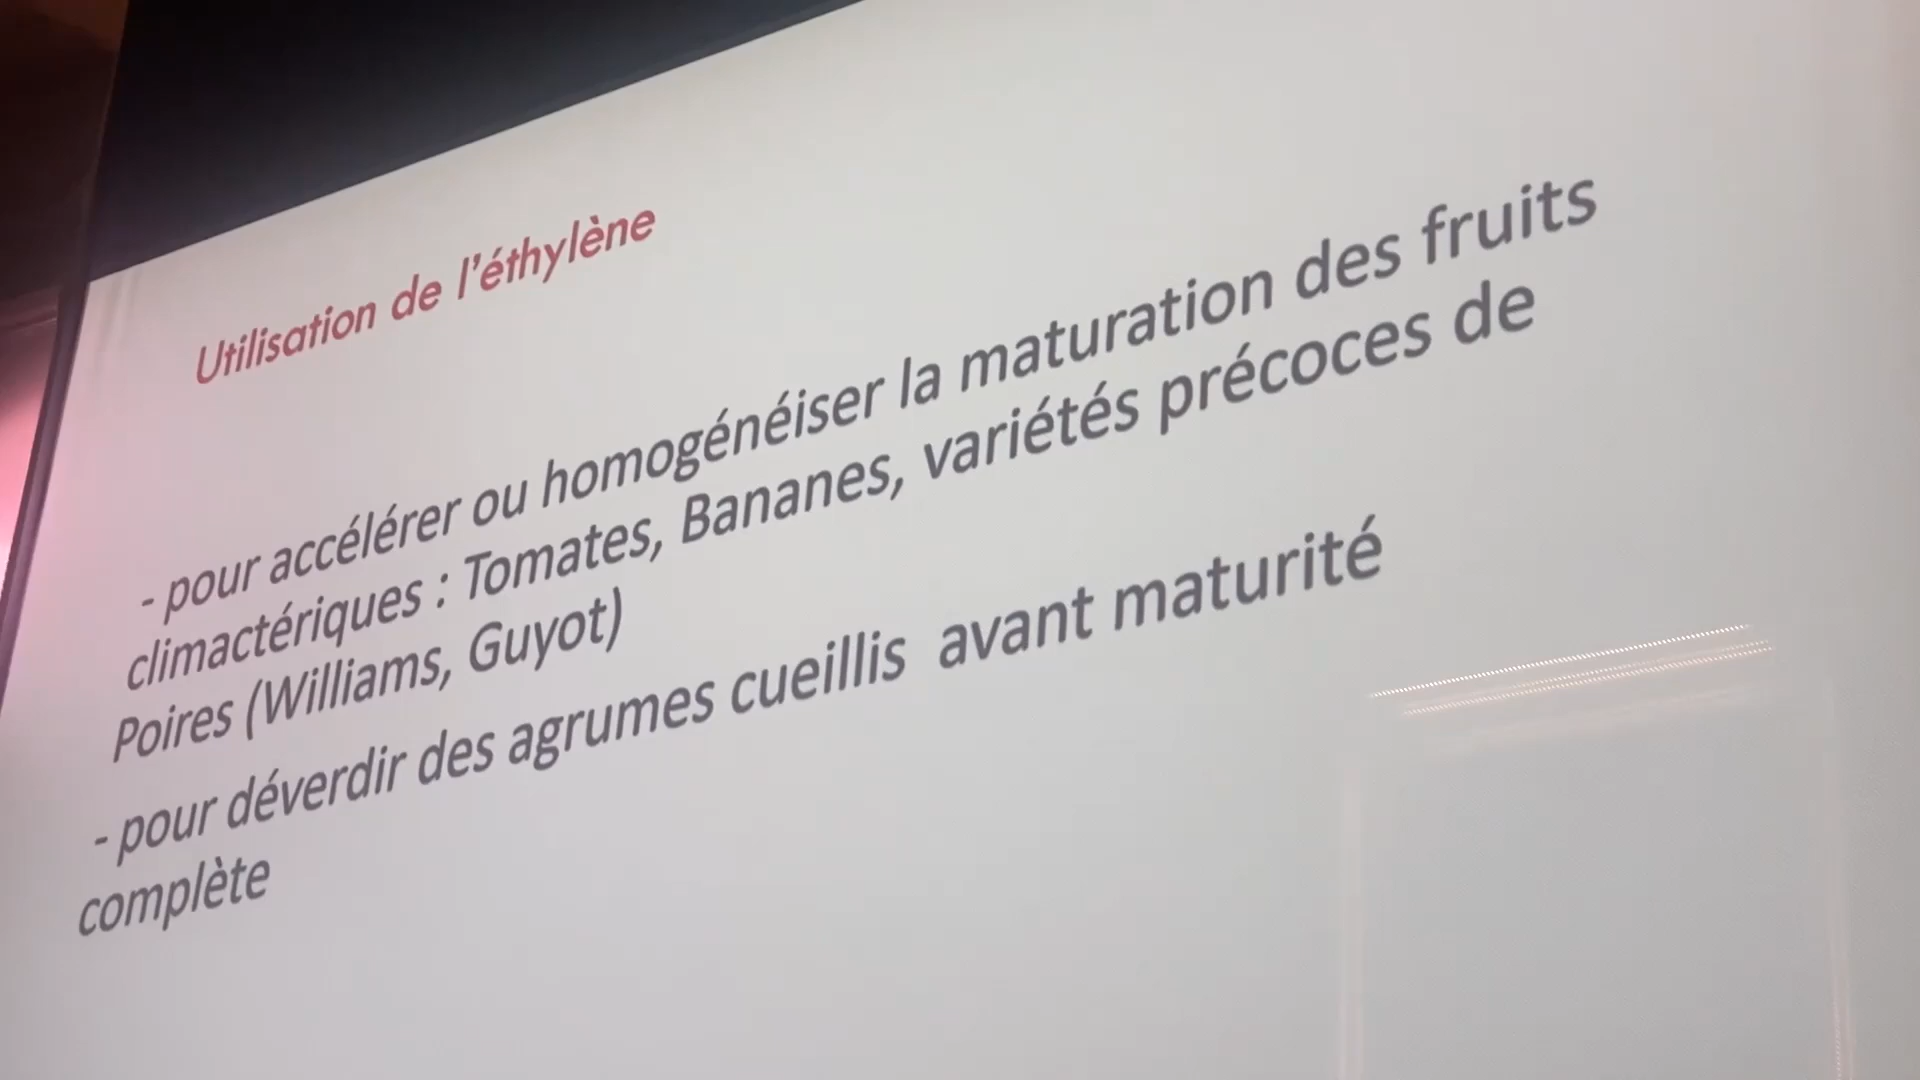 Utilisation de l'éthylène
- pour accélérer ou homogénéiser la maturation des fruits
climactériques : Tomates, Bananes, variétés précoces de
Poires (Williams, Guyot)
- pour déverdir des agrumes cueillis avant maturité
complète